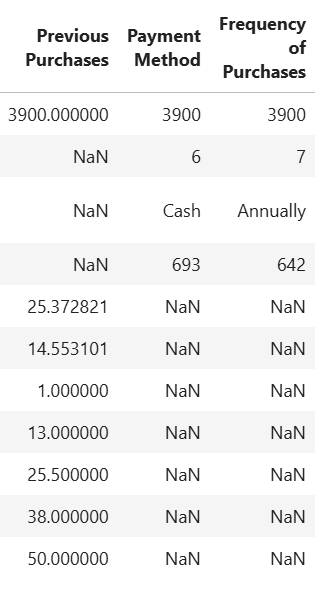 Previous Purchases Payment Method Frequency of Purchases
3900.000000 3900 3900
NaN 6 7
NaN Cash Annually
NaN 693 642
25.372821 NaN NaN
14.553101 NaN NaN
1.000000 NaN NaN
13.000000 NaN NaN
25.500000 NaN NaN
38.000000 NaN NaN
50.000000 NaN NaN